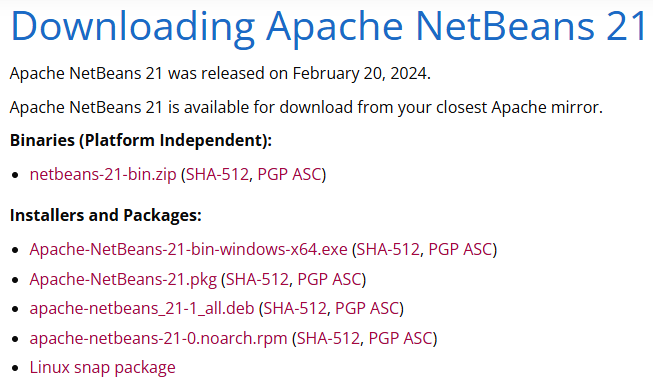 Downloading Apache NetBeans 21
Apache NetBeans 21 was released on February 20, 2024.
Apache NetBeans 21 is available for download from your closest Apache mirror.
Binaries (Platform Independent):
• netbeans-21-bin.zip (SHA-512, PGP ASC)
Installers and Packages:
• Apache-NetBeans-21-bin-windows-x64.exe (SHA-512, PGP ASC)
• Apache-NetBeans-21.pkg (SHA-512, PGP ASC)
• apache-netbeans_21-1_all.deb (SHA-512, PGP ASC)
• apache-netbeans-21-0.noarch.rpm (SHA-512, PGP ASC)
• Linux snap package